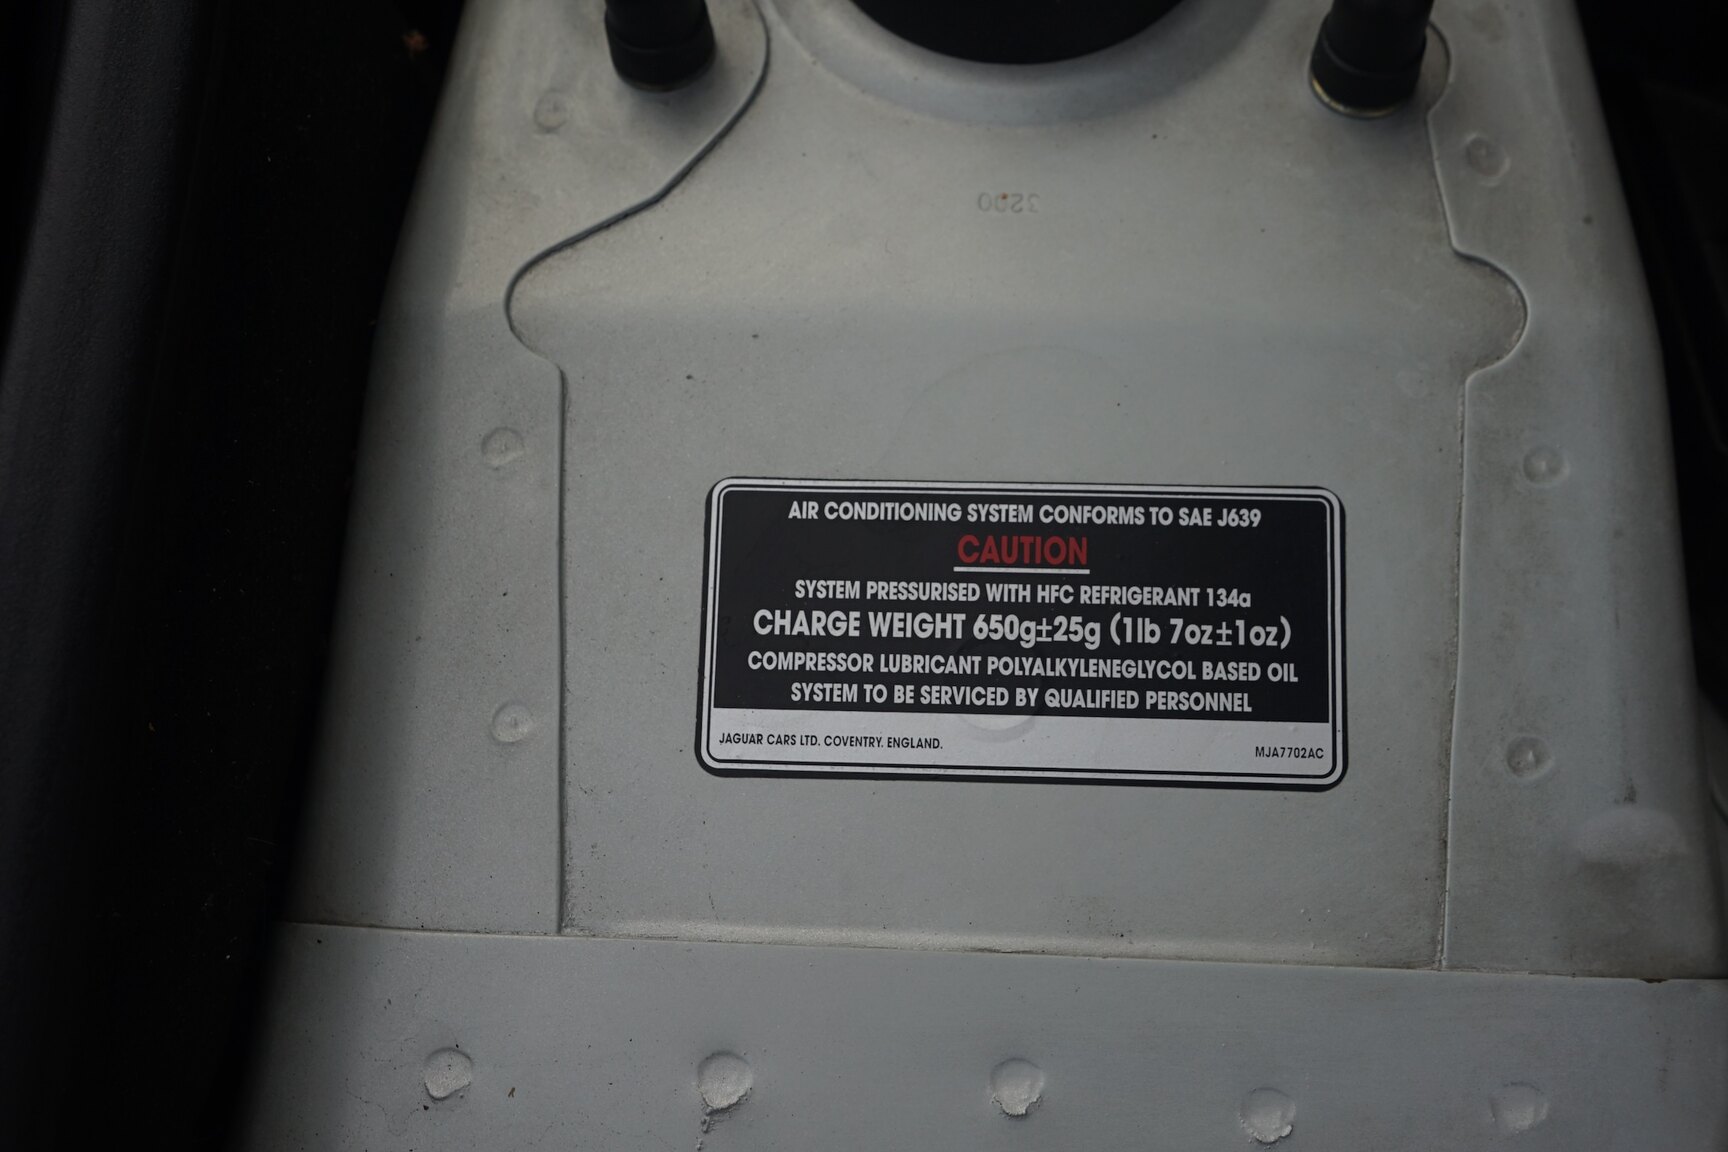 3200
AIR CONDITIONING SYSTEM CONFORMS TO SAE J639
CAUTION
SYSTEM PRESSURISED WITH HFC REFRIGERANT 134a
CHARGE WEIGHT 650g±25g (1lb 7oz±1oz)
COMPRESSOR LUBRICANT POLYALKYLENEGLYCOL BASED OIL
SYSTEM TO BE SERVICED BY QUALIFIED PERSONNEL
JAGUAR CARS LTD. COVENTRY. ENGLAND.
MJA7702AC